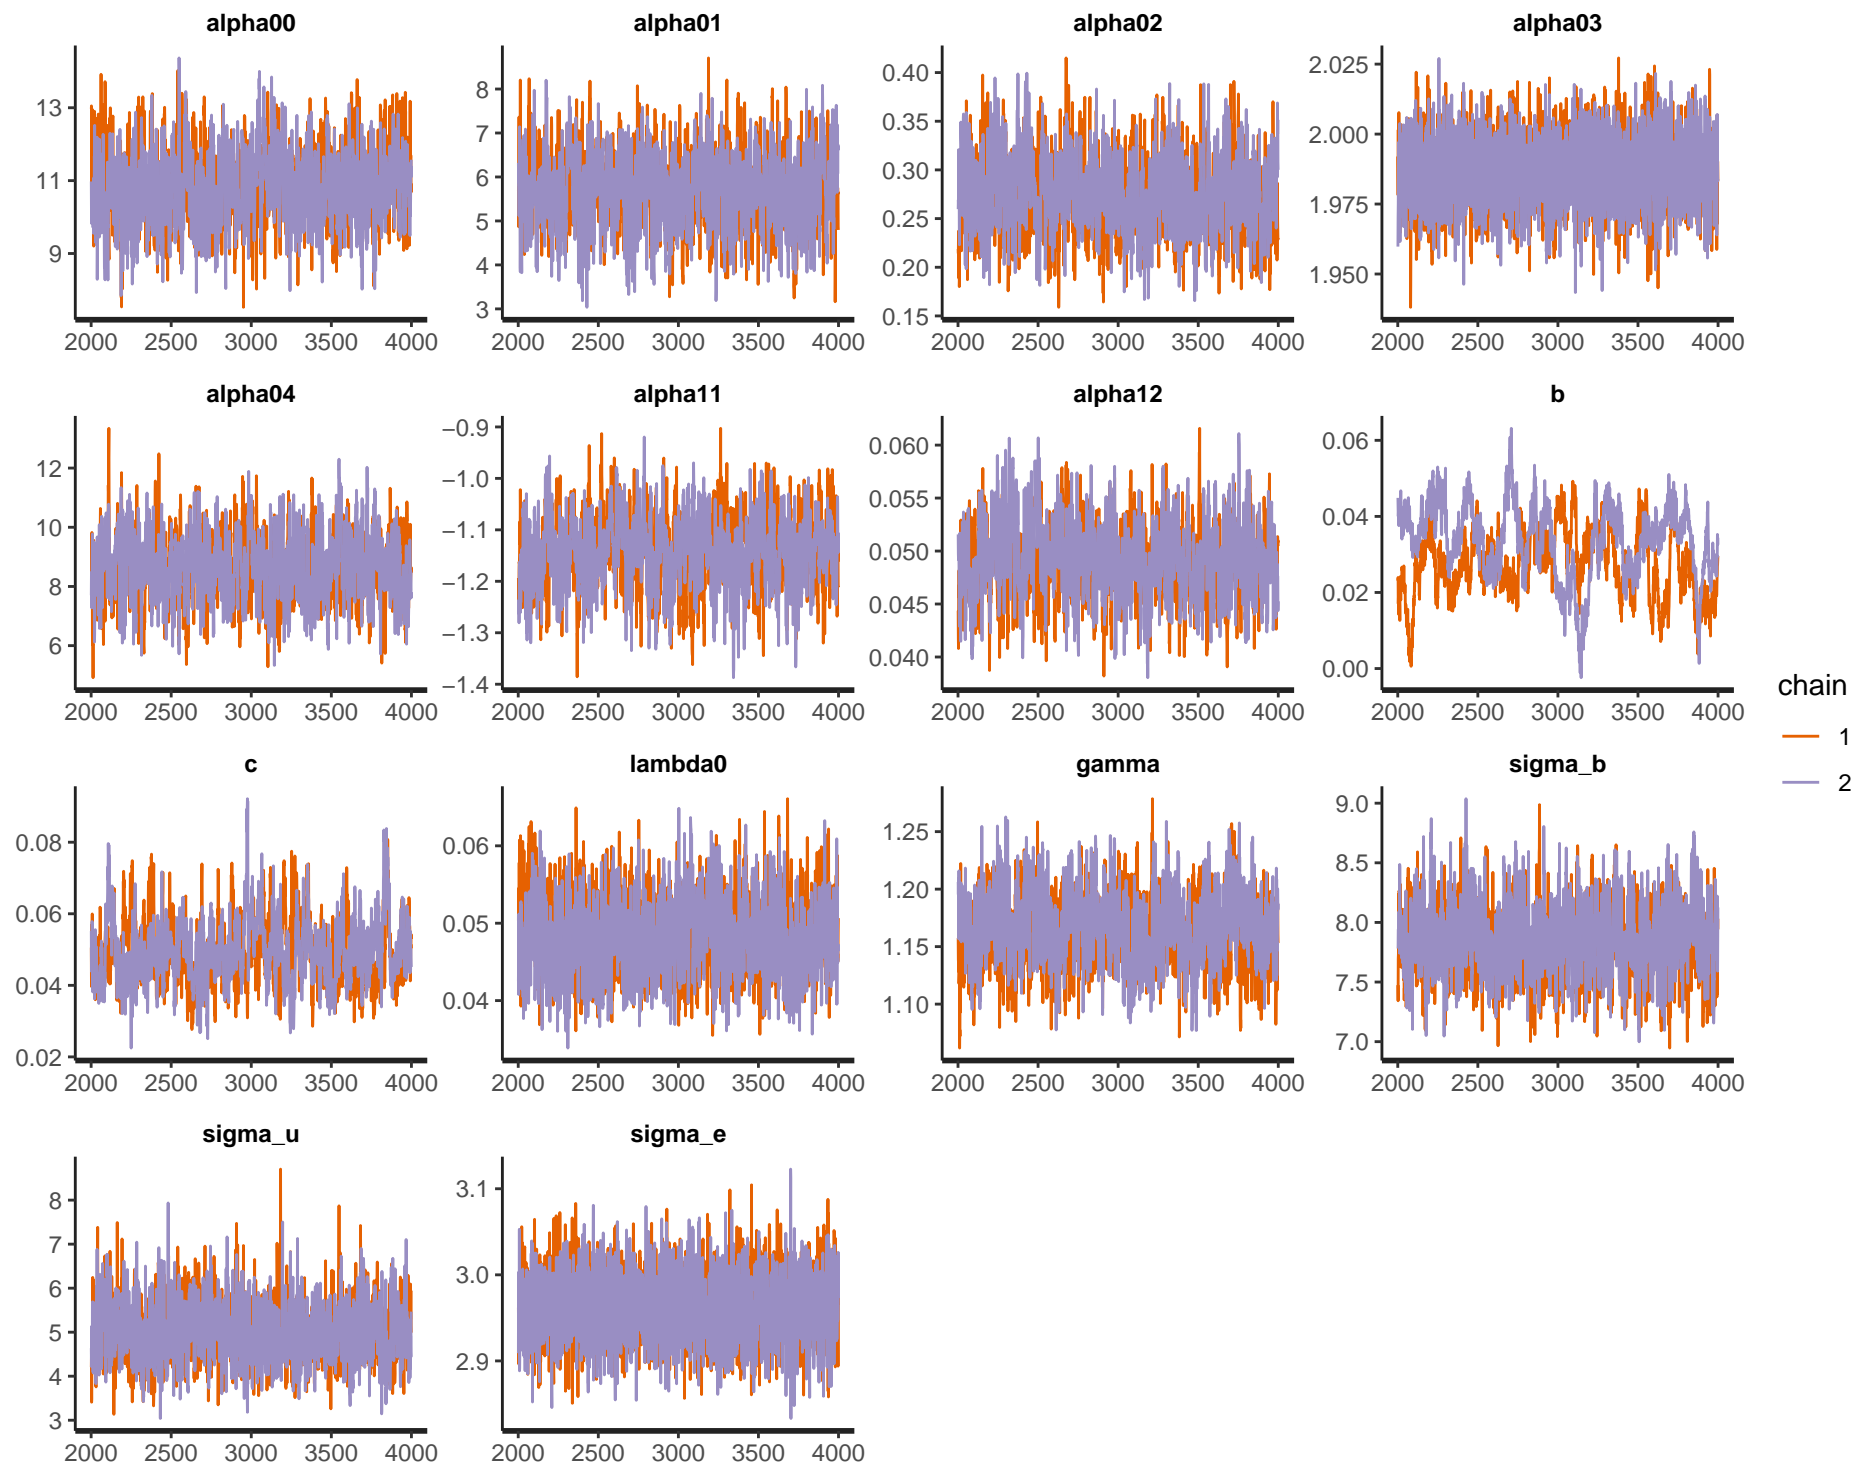 alpha00 alpha01 alpha02 alpha03
13 11 9
8 7 6 5 4 3
0.40 0.35 0.30 0.25 0.20 0.15
2.025 2.000 1.975 1.950
2000 2500 3000 3500 4000 2000 2500 3000 3500 4000 2000 2500 3000 3500 4000 2000 2500 3000 3500 4000
alpha04 alpha11 alpha12 b
12 10 8 6
−0.9 −1.0 −1.1 −1.2 −1.3 −1.4
0.060 0.055 0.050 0.045 0.040
0.06 0.04 0.02 0.00
2000 2500 3000 3500 4000 2000 2500 3000 3500 4000 2000 2500 3000 3500 4000 2000 2500 3000 3500 4000
c lambda0 gamma sigma_b
0.08 0.06 0.04 0.02
0.06 0.05 0.04
1.25 1.20 1.15 1.10
9.0 8.5 8.0 7.5 7.0
2000 2500 3000 3500 4000 2000 2500 3000 3500 4000 2000 2500 3000 3500 4000 2000 2500 3000 3500 4000
sigma_u sigma_e
8 7 6 5 4 3
3.1 3.0 2.9
2000 2500 3000 3500 4000 2000 2500 3000 3500 4000
chain
1
2